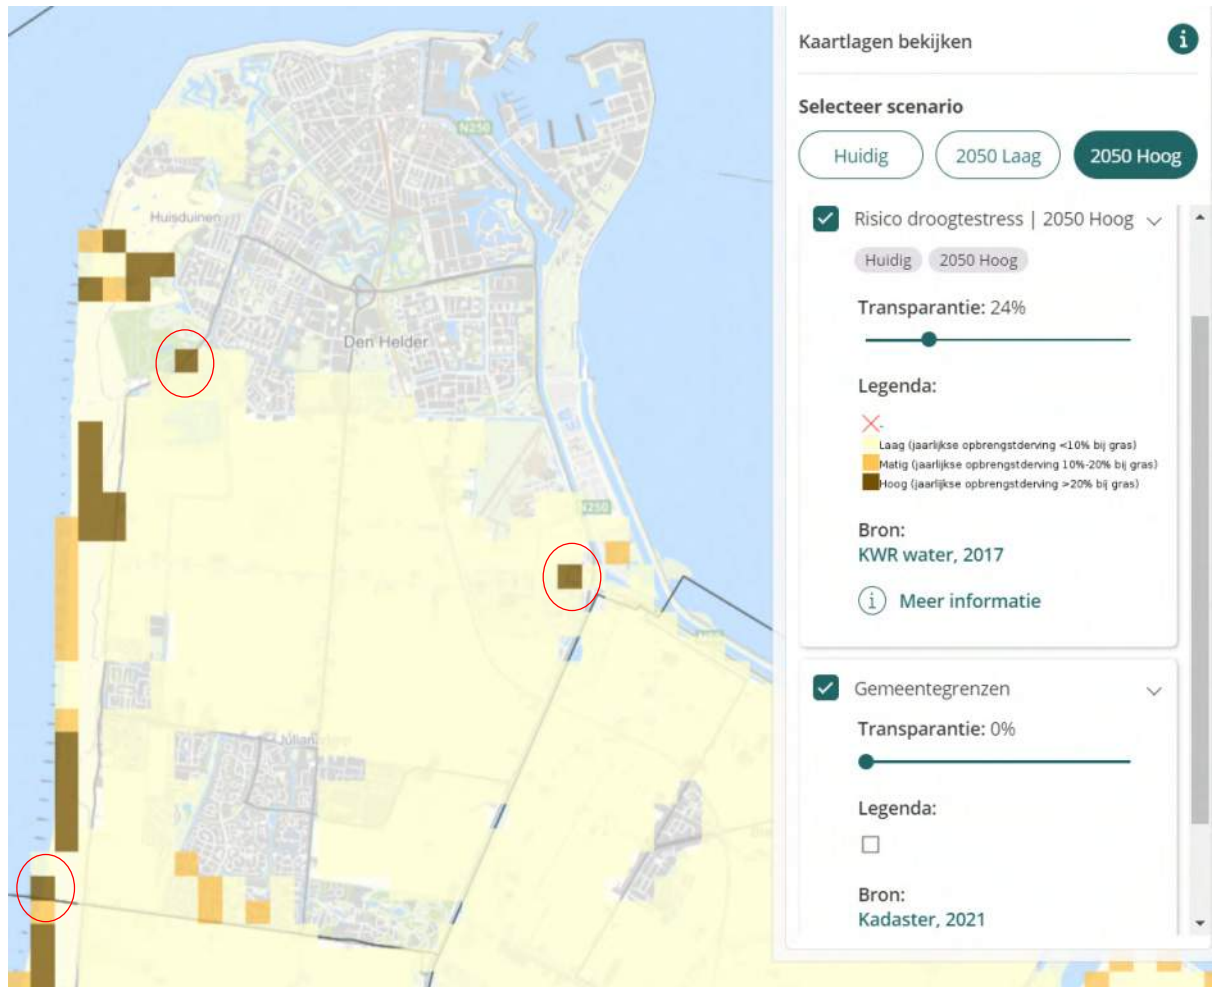 Kaartlagen bekijken
Selecteer scenario
Huidig
2050 Laag
2050 Hoog
Risico droogtestress | 2050 Hoog
Huidig
2050 Hoog
Transparantie: 24%
Legenda:
-
Laag (jaarlijkse opbrengstderving <10% bij gras)
Matig (jaarlijkse opbrengstderving 10%-20% bij gras)
Hoog (jaarlijkse opbrengstderving >20% bij gras)
Bron:
KWR water, 2017
Meer informatie
Gemeentegrenzen
Transparantie: 0%
Legenda:
Bron:
Kadaster, 2021
N250
Huisduinen
Den Helder
N250